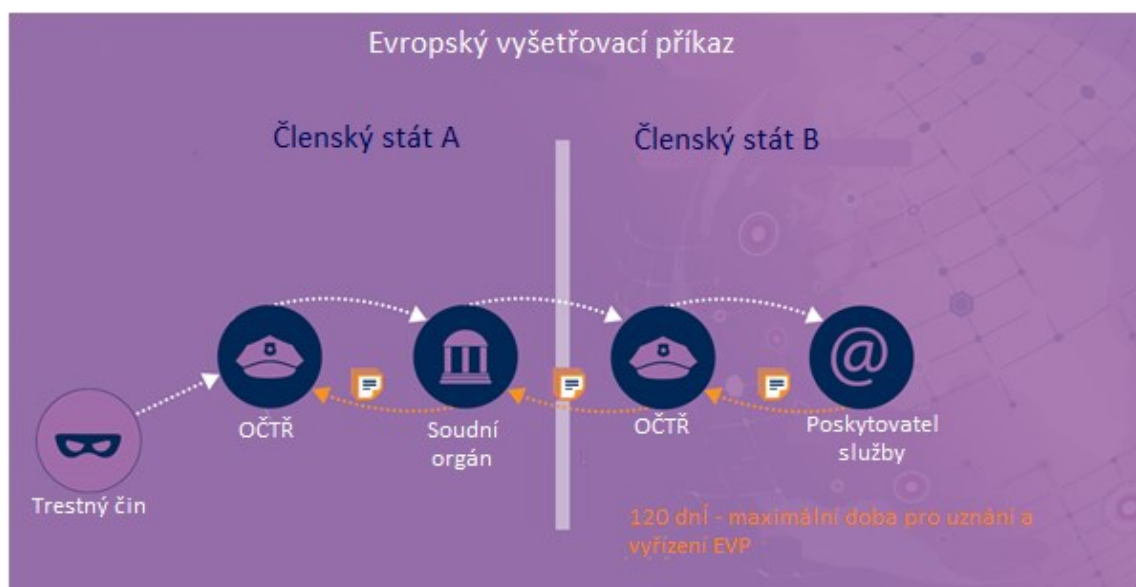 Evropský vyšetřovací příkaz
Členský stát A
Členský stát B
OČTŘ
Soudní
orgán
OČTŘ
Poskytovatel
služby
Trestný čin
120 dnÍ - maximální doba pro uznání a
vyřízení EVP